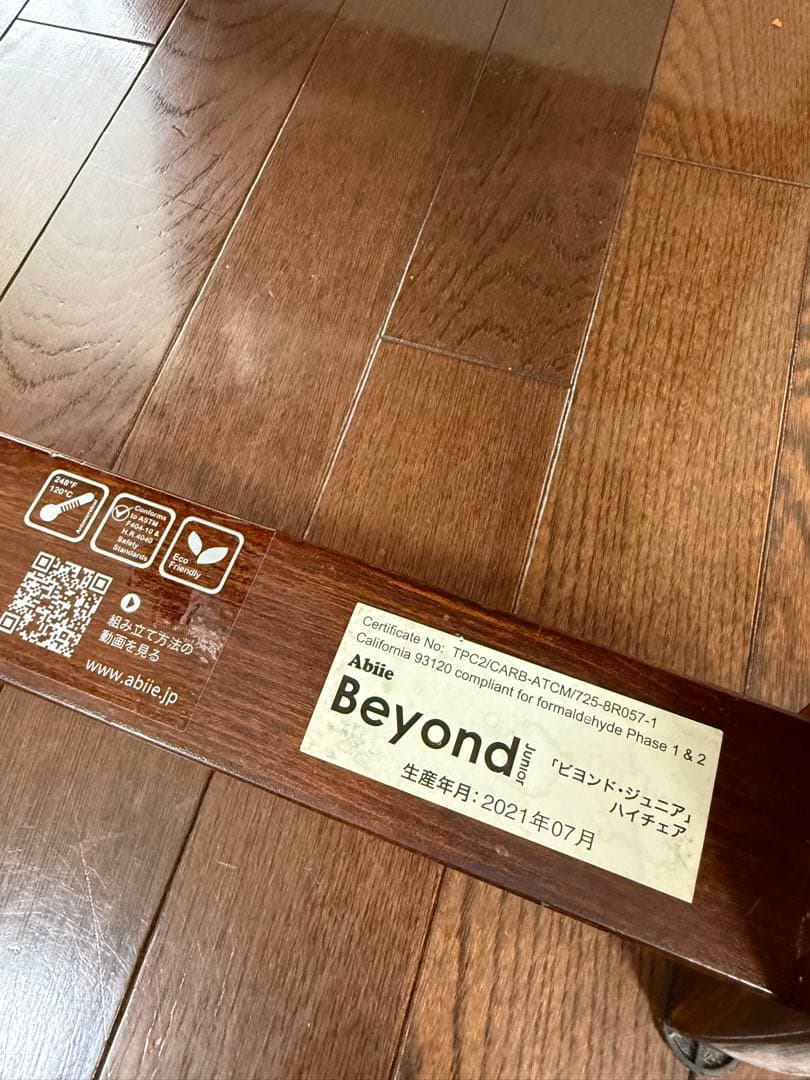 248°F
120°C
Conforms
to ASTM
F404-10 &
H.R.4040
Safety
Standards
Eco
Friendly
組み立て方法の
動画を見る
www.abiie.jp
Certificate No: TPC2/CARB-ATCM/725-8R057-1
California 93120 compliant for formaldehyde Phase 1 & 2
Abiie
Beyond Junior
「ビヨンド・ジュニア」
ハイチェア
生産年月: 2021年07月